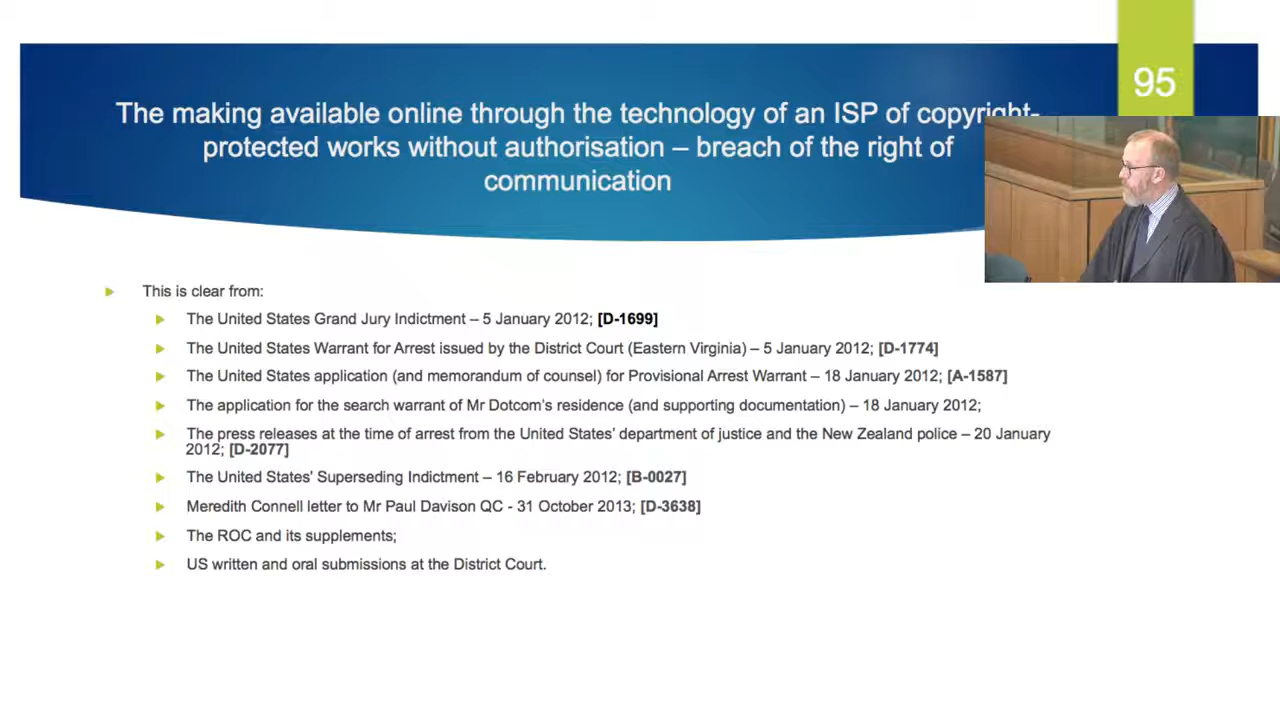 95
The making available online through the technology of an ISP of copyright-
protected works without authorisation – breach of the right of
communication
This is clear from:
The United States Grand Jury Indictment – 5 January 2012; [D-1699]
The United States Warrant for Arrest issued by the District Court (Eastern Virginia) – 5 January 2012; [D-1774]
The United States application (and memorandum of counsel) for Provisional Arrest Warrant – 18 January 2012; [A-1587]
The application for the search warrant of Mr Dotcom's residence (and supporting documentation) – 18 January 2012;
The press releases at the time of arrest from the United States' department of justice and the New Zealand police – 20 January
2012; [D-2077]
The United States' Superseding Indictment – 16 February 2012; [B-0027]
Meredith Connell letter to Mr Paul Davison QC - 31 October 2013; [D-3638]
The ROC and its supplements;
US written and oral submissions at the District Court.